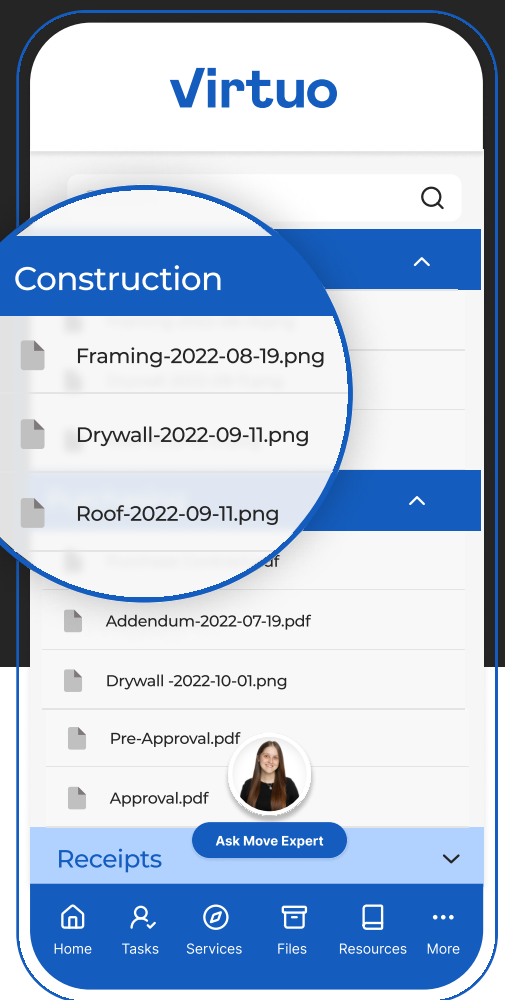 Virtuo
Construction
Framing-2022-08-19.png
Drywall-2022-09-11.png
Roof-2022-09-11.png
Addendum-2022-07-19.pdf
Drywall -2022-10-01.png
Pre-Approval.pdf
Approval.pdf
Ask Move Expert
Receipts
Home Tasks Services Files Resources More